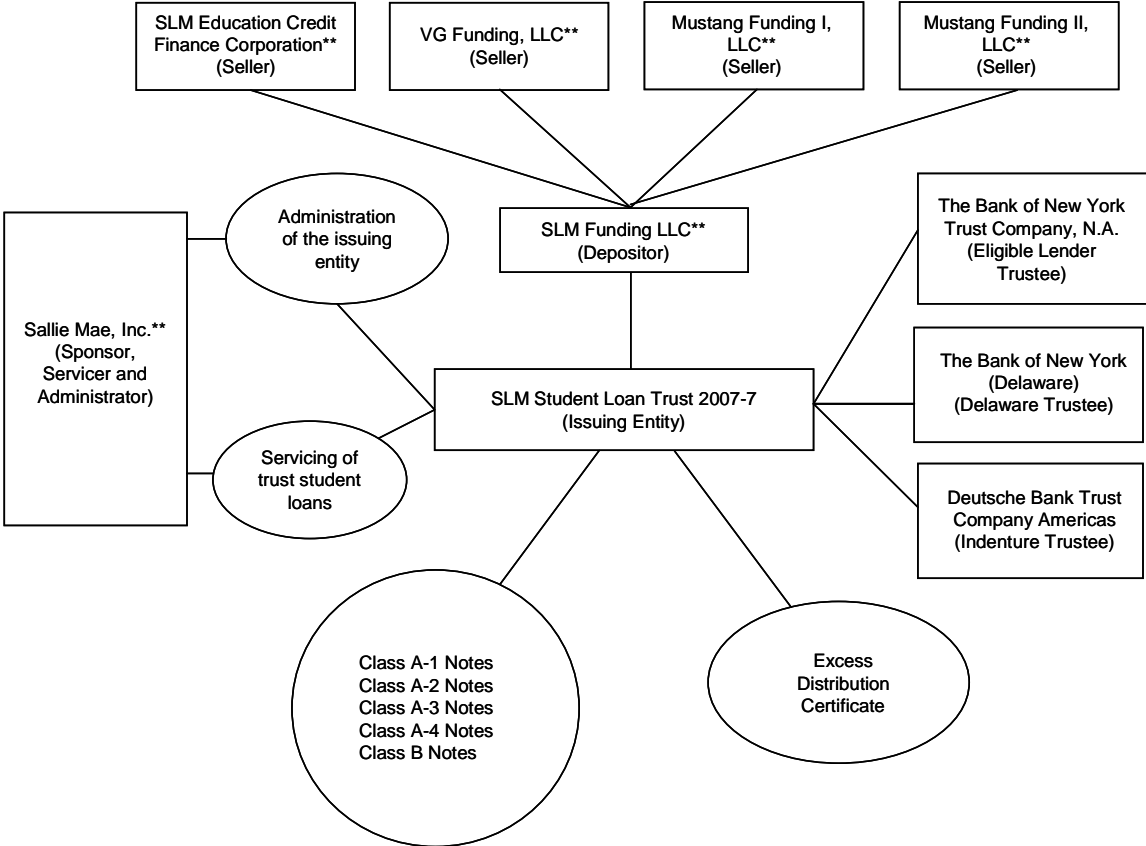 SLM Education Credit
Finance Corporation**
(Seller)
VG Funding, LLC**
(Seller)
Mustang Funding I,
LLC**
(Seller)
Mustang Funding II,
LLC**
(Seller)
Administration
of the issuing
entity
SLM Funding LLC**
(Depositor)
The Bank of New York
Trust Company, N.A.
(Eligible Lender
Trustee)
Sallie Mae, Inc.**
(Sponsor,
Servicer and
Administrator)
SLM Student Loan Trust 2007-7
(Issuing Entity)
The Bank of New York
(Delaware)
(Delaware Trustee)
Servicing of
trust student
loans
Deutsche Bank Trust
Company Americas
(Indenture Trustee)
Class A-1 Notes
Class A-2 Notes
Class A-3 Notes
Class A-4 Notes
Class B Notes
Excess
Distribution
Certificate